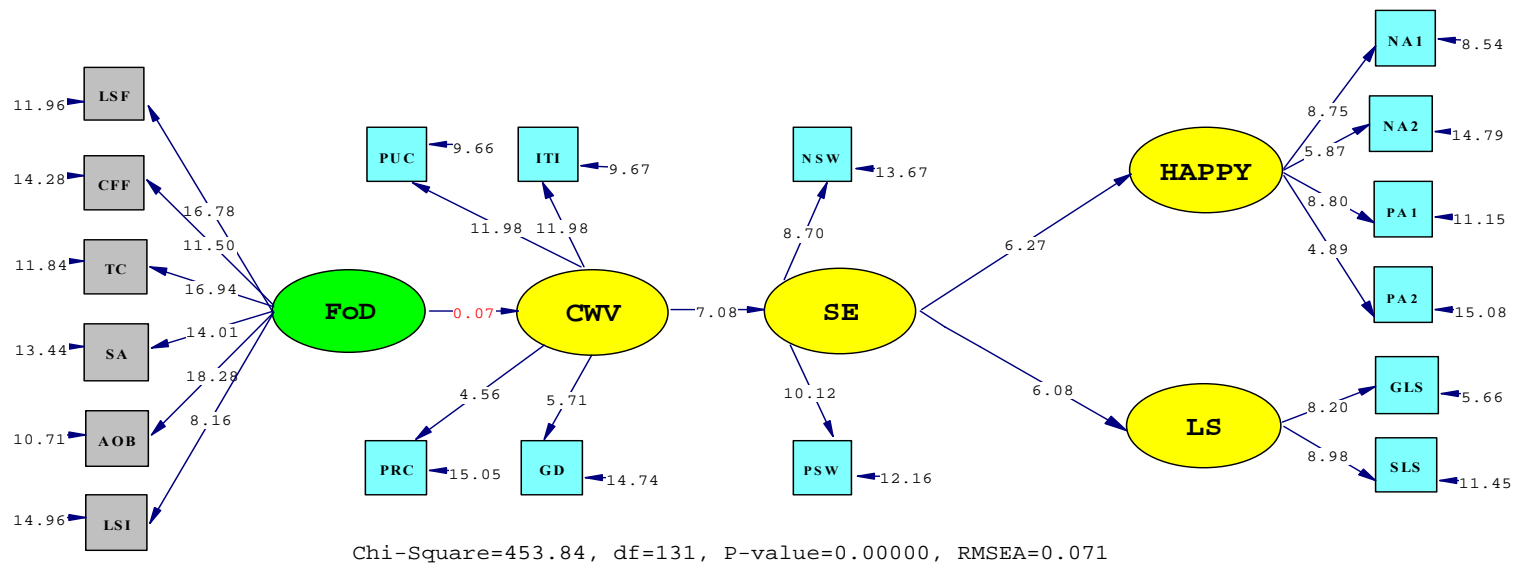 NA1
8.54
LSF
11.96
8.75
NA2
14.79
5.87
PUC
9.66
ITI
9.67
NSW
13.67
CFF
14.28
HAPPY
16.78
8.80
PA1
11.15
11.50
11.98
11.98
8.70
6.27
4.89
TC
11.84
16.94
PA2
15.08
FoD
0.07
CWV
7.08
SE
14.01
SA
13.44
18.28
4.56
5.71
10.12
6.08
GLS
5.66
8.20
8.16
LS
AOB
10.71
8.98
PRC
15.05
GD
14.74
PSW
12.16
SLS
11.45
LSI
14.96
Chi-Square=453.84, df=131, P-value=0.00000, RMSEA=0.071